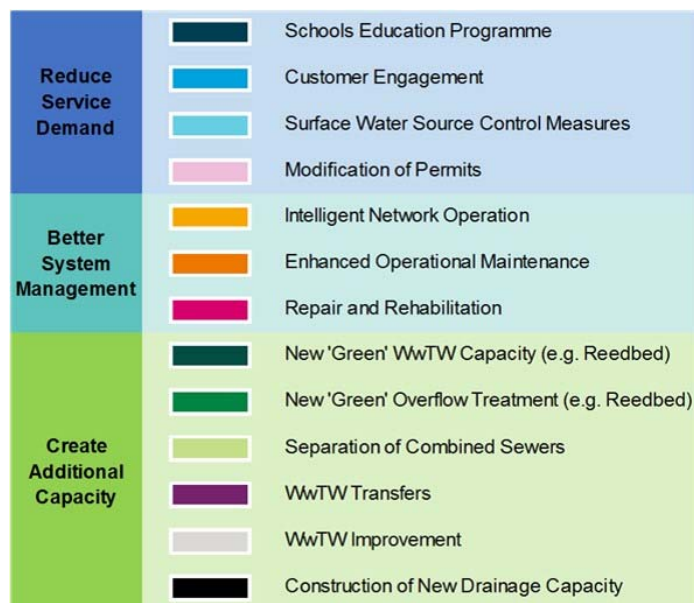 Reduce
Service
Demand
Schools Education Programme
Customer Engagement
Surface Water Source Control Measures
Modification of Permits
Better
System
Management
Intelligent Network Operation
Enhanced Operational Maintenance
Repair and Rehabilitation
Create
Additional
Capacity
New 'Green' WwTW Capacity (e.g. Reedbed)
New 'Green' Overflow Treatment (e.g. Reedbed)
Separation of Combined Sewers
WwTW Transfers
WwTW Improvement
Construction of New Drainage Capacity